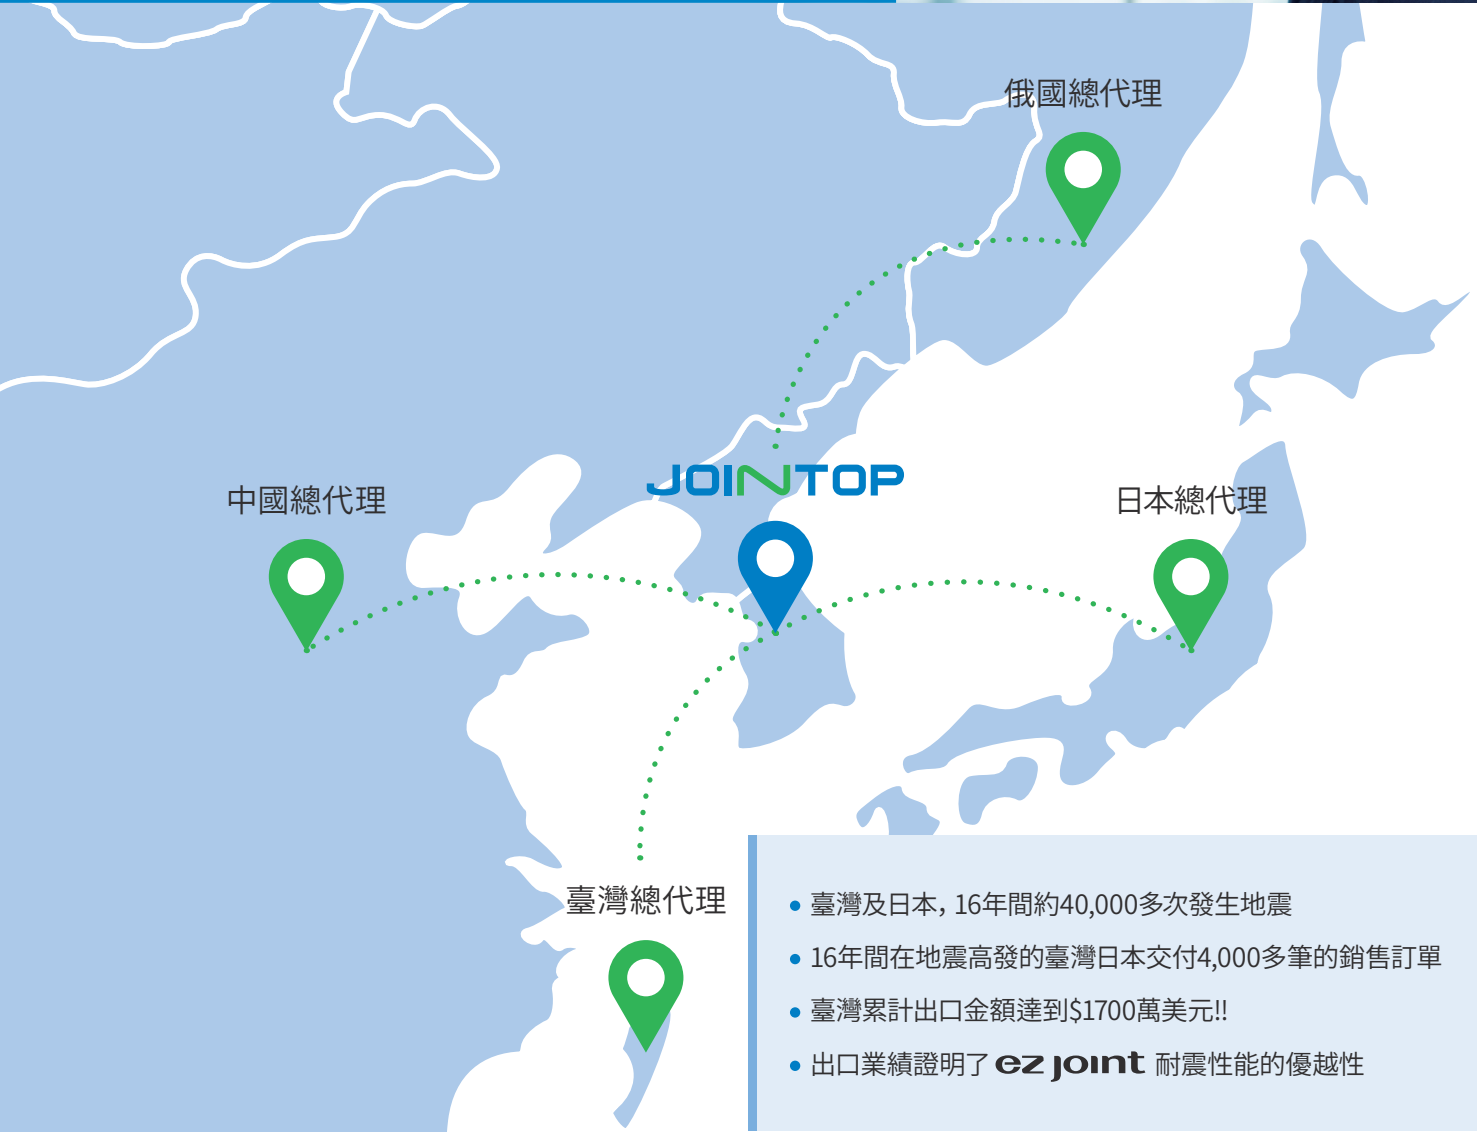 俄國總代理
JOINTOP
中國總代理
日本總代理
臺灣總代理
臺灣及日本, 16年間約40,000多次發生地震
16年間在地震高發的臺灣日本交付4,000多筆的銷售訂單
臺灣累計出口金額達到$1700萬美元!!
出口業績證明了 ez joint 耐震性能的優越性